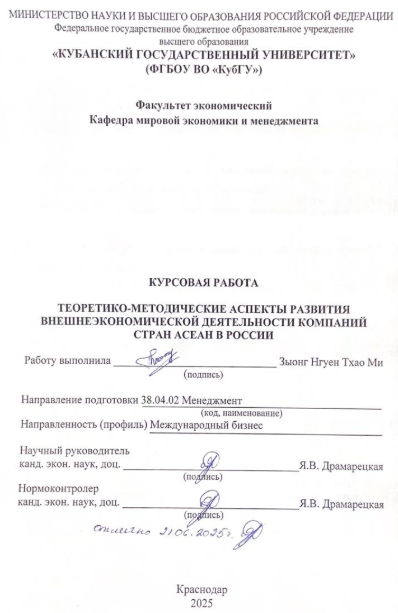 МИНИСТЕРСТВО НАУКИ И ВЫСШЕГО ОБРАЗОВАНИЯ РОССИЙСКОЙ ФЕДЕРАЦИИ
Федеральное государственное бюджетное образовательное учреждение
высшего образования
«КУБАНСКИЙ ГОСУДАРСТВЕННЫЙ УНИВЕРСИТЕТ»
(ФГБОУ ВО «КубГУ»)
Факультет экономический
Кафедра мировой экономики и менеджмента
КУРСОВАЯ РАБОТА
ТЕОРЕТИКО-МЕТОДИЧЕСКИЕ АСПЕКТЫ РАЗВИТИЯ
ВНЕШНЕЭКОНОМИЧЕСКОЙ ДЕЯТЕЛЬНОСТИ КОМПАНИЙ
СТРАН АСЕАН В РОССИИ
Работу выполнила Зыонг Нгуен Тхао Ми
(подпись)
Направление подготовки 38.04.02 Менеджмент
(код, наименование)
Направленность (профиль) Международный бизнес
Научный руководитель
канд. экон. наук, доц. Я.В. Драмарецкая
(подпись)
Нормоконтролер
канд. экон. наук, доц. Я.В. Драмарецкая
(подпись)
отлично 21.06.2025г.
Краснодар
2025